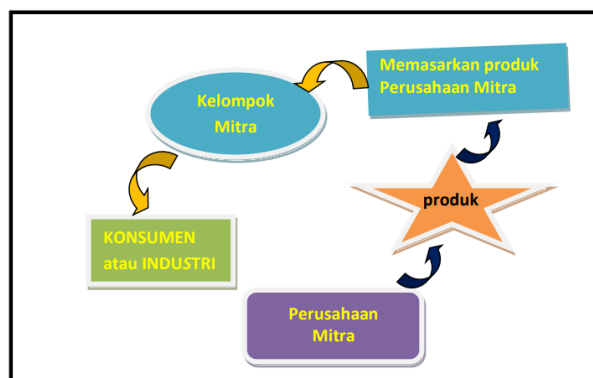 Memasarkan produk
Perusahaan Mitra
Kelompok
Mitra
produk
KONSUMEN
atau INDUSTRI
Perusahaan
Mitra